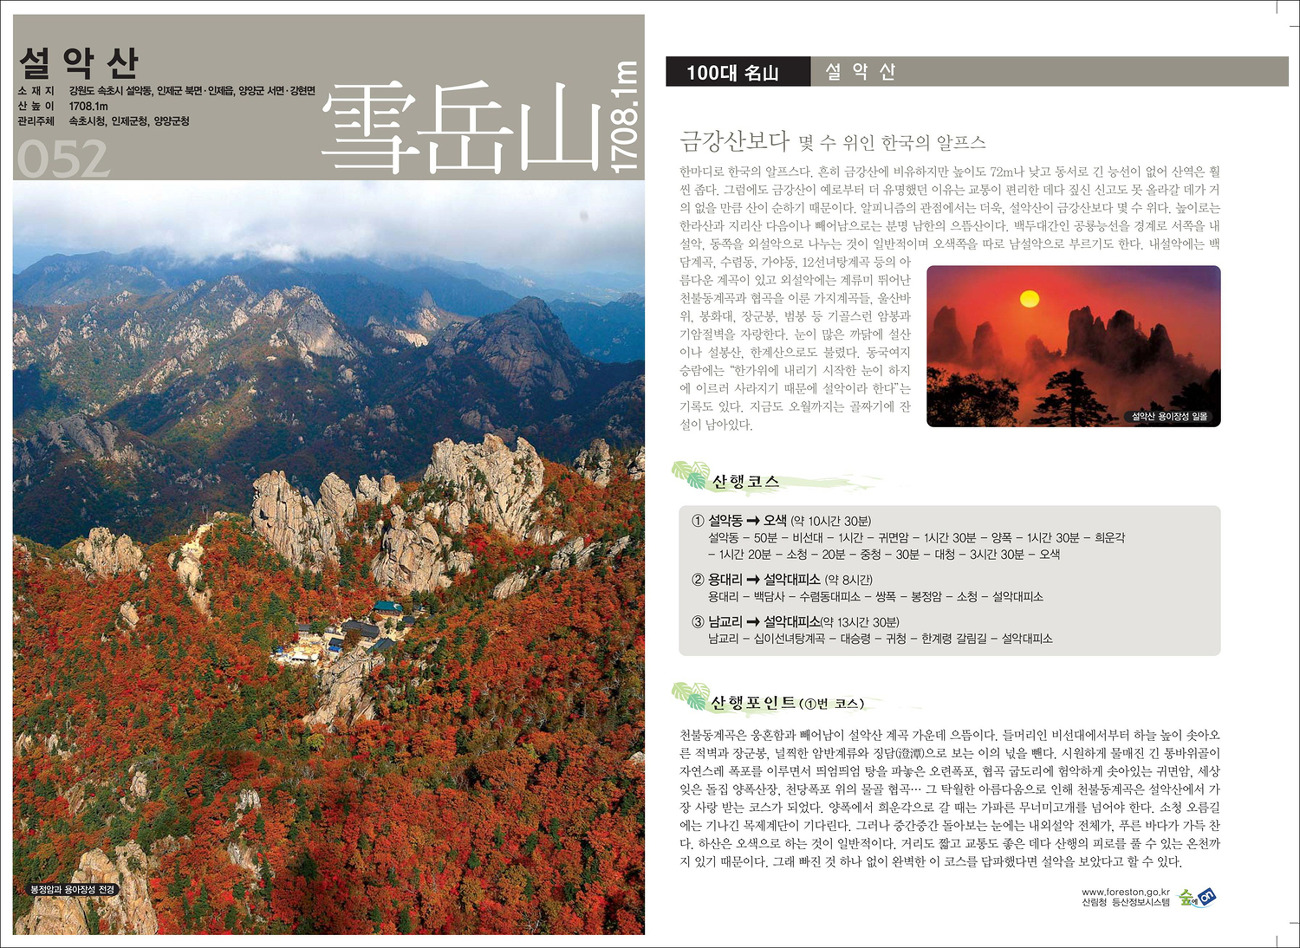 설악산
소 재 지 강원도 속초시 설악동, 인제군 북면·인제읍, 양양군 서면·강현면
산 높 이 1708.1m
관리주체 속초시청, 인제군청, 양양군청
052
雪岳山
1708.1m
봉정암과 용아장성 전경
100대 名山 설 악 산
금강산보다 몇 수 위인 한국의 알프스
한마디로 한국의 알프스다. 흔히 금강산에 비유하지만 높이도 72m나 낮고 동서로 긴 능선이 없어 산역은 훨
씬 좁다. 그럼에도 금강산이 예로부터 더 유명했던 이유는 교통이 편리한 데다 짚신 신고도 못 올라갈 데가 거
의 없을 만큼 산이 순하기 때문이다. 알피니즘의 관점에서는 더욱, 설악산이 금강산보다 몇 수 위다. 높이로는
한라산과 지리산 다음이나 빼어남으로는 분명 남한의 으뜸산이다. 백두대간인 공룡능선을 경계로 서쪽을 내
설악, 동쪽을 외설악으로 나누는 것이 일반적이며 오색쪽을 따로 남설악으로 부르기도 한다. 내설악에는 백
담계곡, 수렴동, 가야동, 12선녀탕계곡 등의 아
름다운 계곡이 있고 외설악에는 계류미 뛰어난
천불동계곡과 협곡을 이룬 가지계곡들, 울산바
위, 봉화대, 장군봉, 범봉 등 기골스런 암봉과
기암절벽을 자랑한다. 눈이 많은 까닭에 설산
이나 설봉산, 한계산으로도 불렸다. 동국여지
승람에는 “한가위에 내리기 시작한 눈이 하지
에 이르러 사라지기 때문에 설악이라 한다”는
기록도 있다. 지금도 오월까지는 골짜기에 잔
설이 남아있다.
설악산 용이장성 일몰
산행코스
① 설악동 ➞ 오색 (약 10시간 30분)
설악동 – 50분 – 비선대 – 1시간 – 귀면암 – 1시간 30분 – 양폭 – 1시간 30분 – 희운각
– 1시간 20분 – 소청 – 20분 – 중청 – 30분 – 대청 – 3시간 30분 – 오색
② 용대리 ➞ 설악대피소 (약 8시간)
용대리 – 백담사 – 수렴동대피소 – 쌍폭 – 봉정암 – 소청 – 설악대피소
③ 남교리 ➞ 설악대피소(약 13시간 30분)
남교리 – 십이선녀탕계곡 – 대승령 – 귀청 – 한계령 갈림길 – 설악대피소
산행포인트(①번 코스)
천불동계곡은 웅혼함과 빼어남이 설악산 계곡 가운데 으뜸이다. 들머리인 비선대에서부터 하늘 높이 솟아오
른 적벽과 장군봉, 널찍한 암반계류와 징담(澄潭)으로 보는 이의 넋을 뺀다. 시원하게 물매진 긴 통바위골이
자연스레 폭포를 이루면서 띄엄띄엄 탕을 파놓은 오련폭포, 협곡 굽도리에 험악하게 솟아있는 귀면암, 세상
잊은 돌집 양폭산장, 천당폭포 위의 물골 협곡… 그 탁월한 아름다움으로 인해 천불동계곡은 설악산에서 가
장 사랑 받는 코스가 되었다. 양폭에서 희운각으로 갈 때는 가파른 무너미고개를 넘어야 한다. 소청 오름길
에는 기나긴 목제계단이 기다린다. 그러나 중간중간 돌아보는 눈에는 내외설악 전체가, 푸른 바다가 가득 찬
다. 하산은 오색으로 하는 것이 일반적이다. 거리도 짧고 교통도 좋은 데다 산행의 피로를 풀 수 있는 온천까
지 있기 때문이다. 그래 빠진 것 하나 없이 완벽한 이 코스를 답파했다면 설악을 보았다고 할 수 있다.
www.foreston.go.kr
산림청 등산정보시스템
숲에on